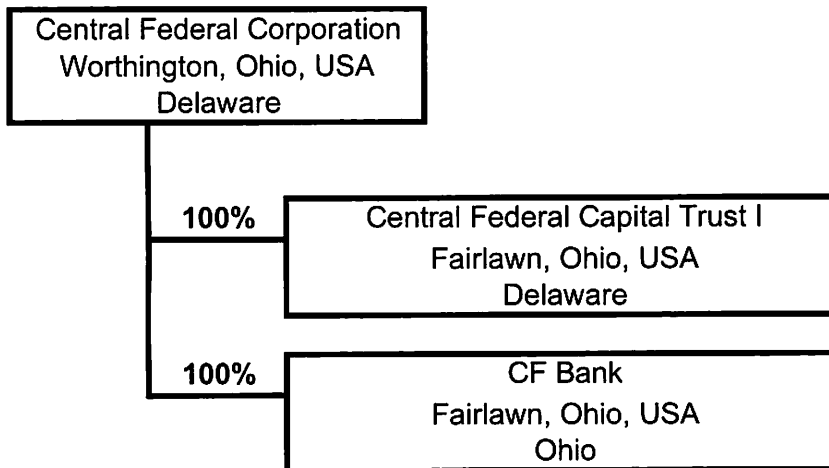 Central Federal Corporation
Worthington, Ohio, USA
Delaware
100%
Central Federal Capital Trust I
Fairlawn, Ohio, USA
Delaware
100%
CF Bank
Fairlawn, Ohio, USA
Ohio